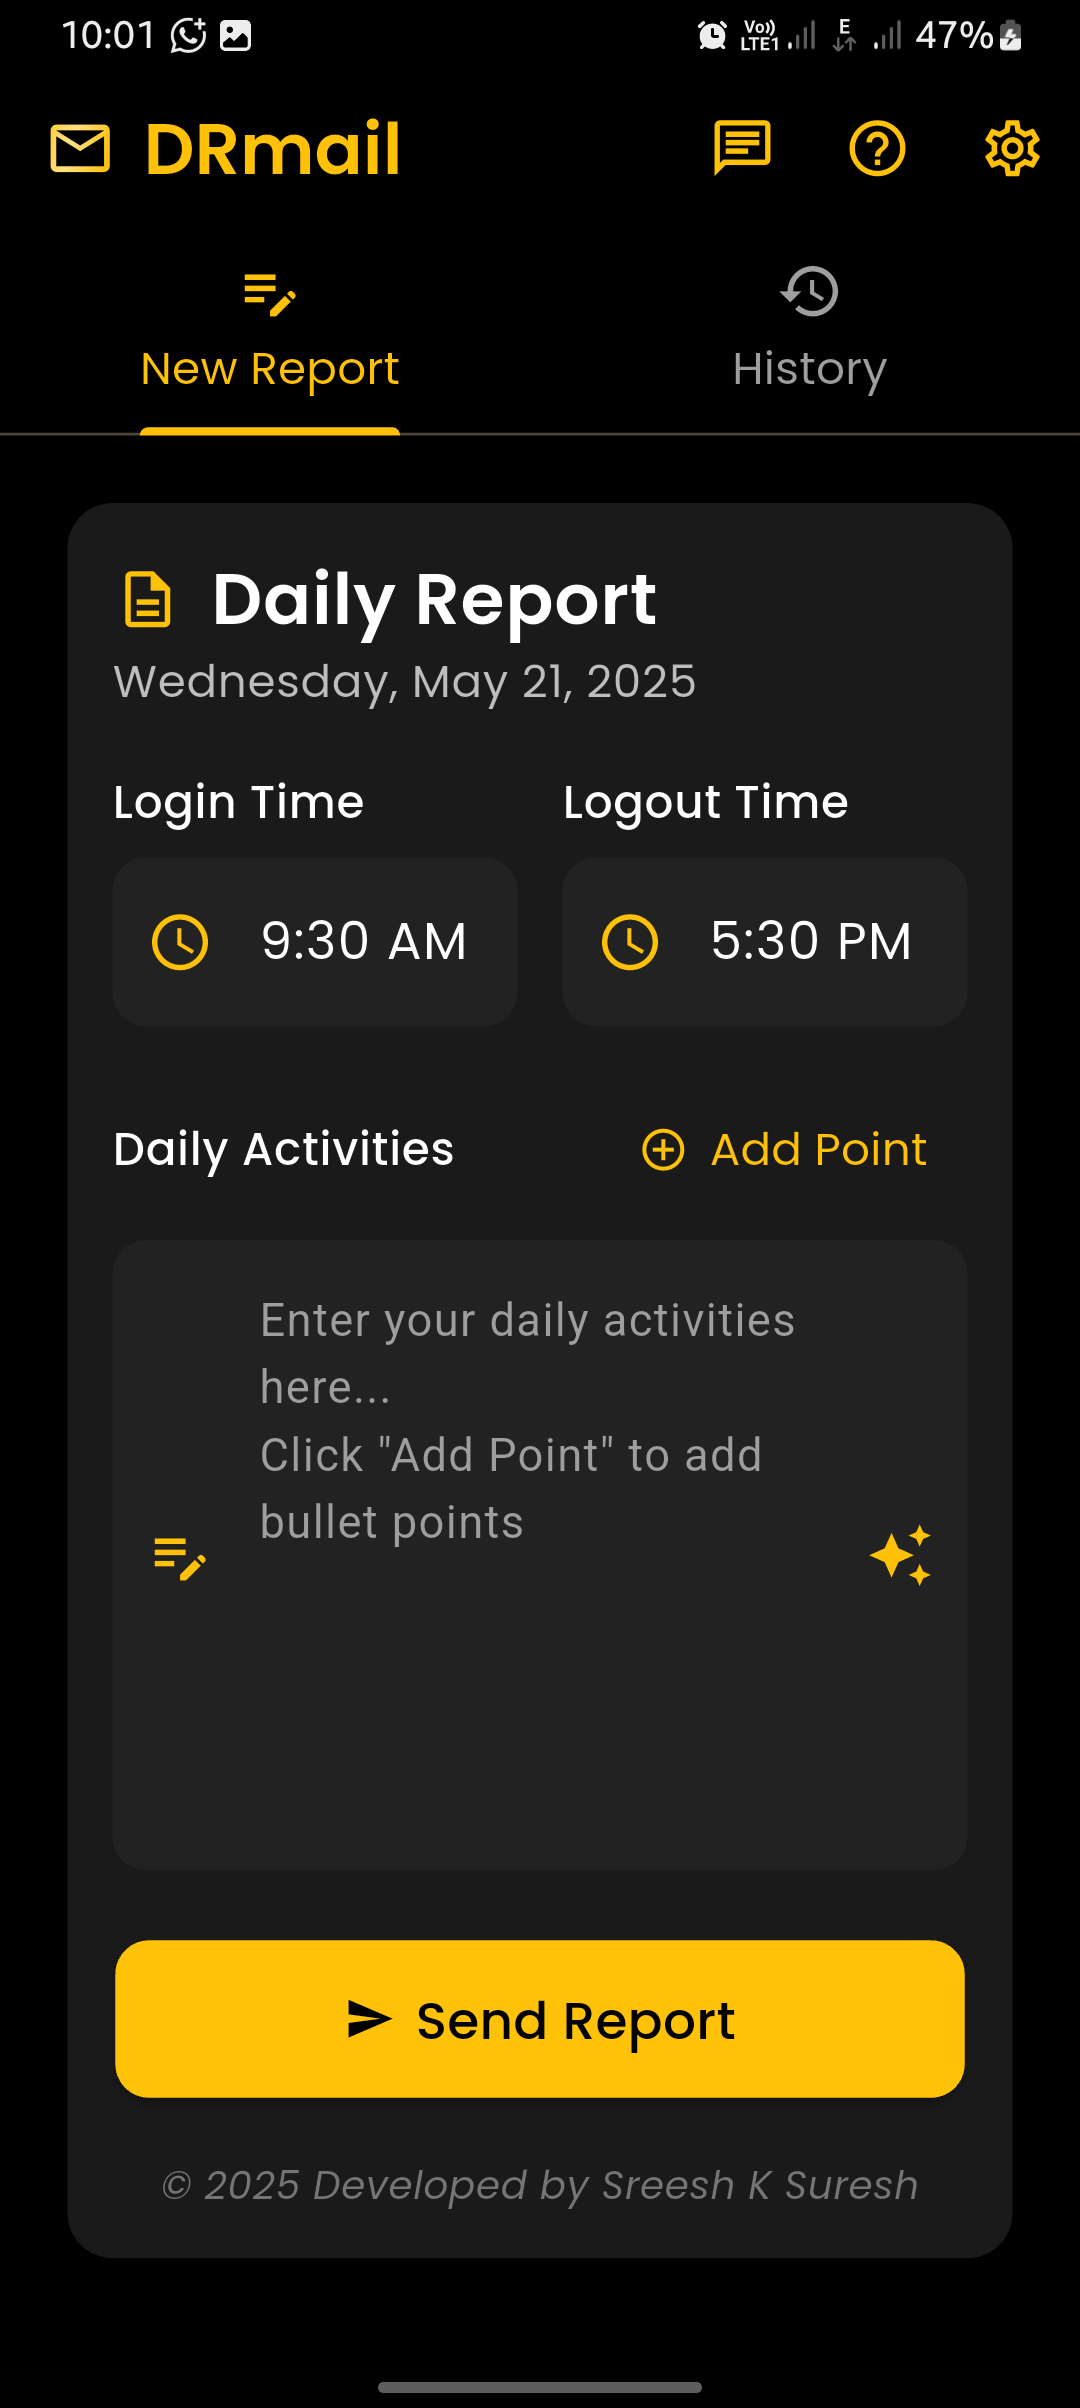 10:01
Vo)) LTE1
E
47%
DRmail
New Report
History
Daily Report
Wednesday, May 21, 2025
Login Time
Logout Time
9:30 AM
5:30 PM
Daily Activities
Add Point
Enter your daily activities
here...
Click "Add Point" to add
bullet points
Send Report
© 2025 Developed by Sreesh K Suresh